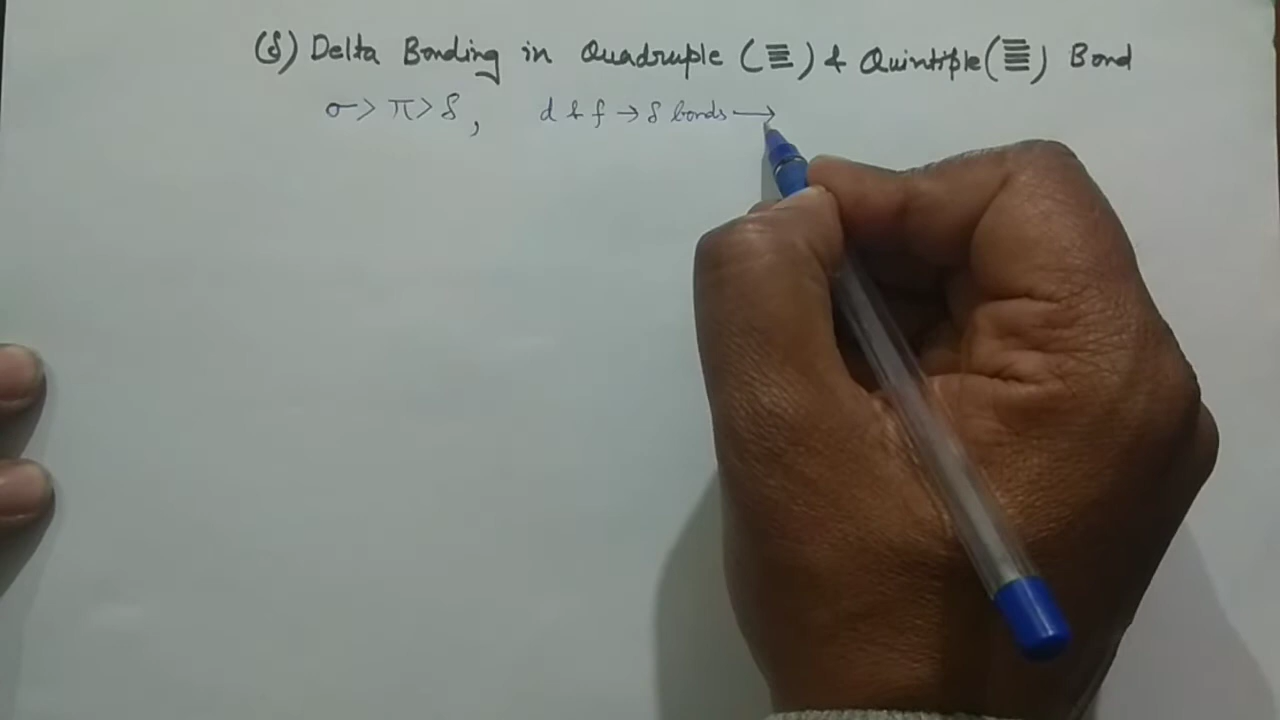 (δ) Delta Bonding in Quadruple (≣) & Quintiple (≣) Bond
σ > π > δ, d & f → δ bonds →